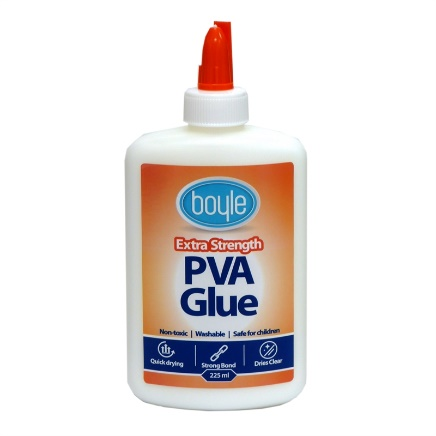 boyle
Extra Strength
PVA
Glue
Non-toxic | Washable | Safe for children
Quick drying
Strong Bond
Dries Clear
225 ml